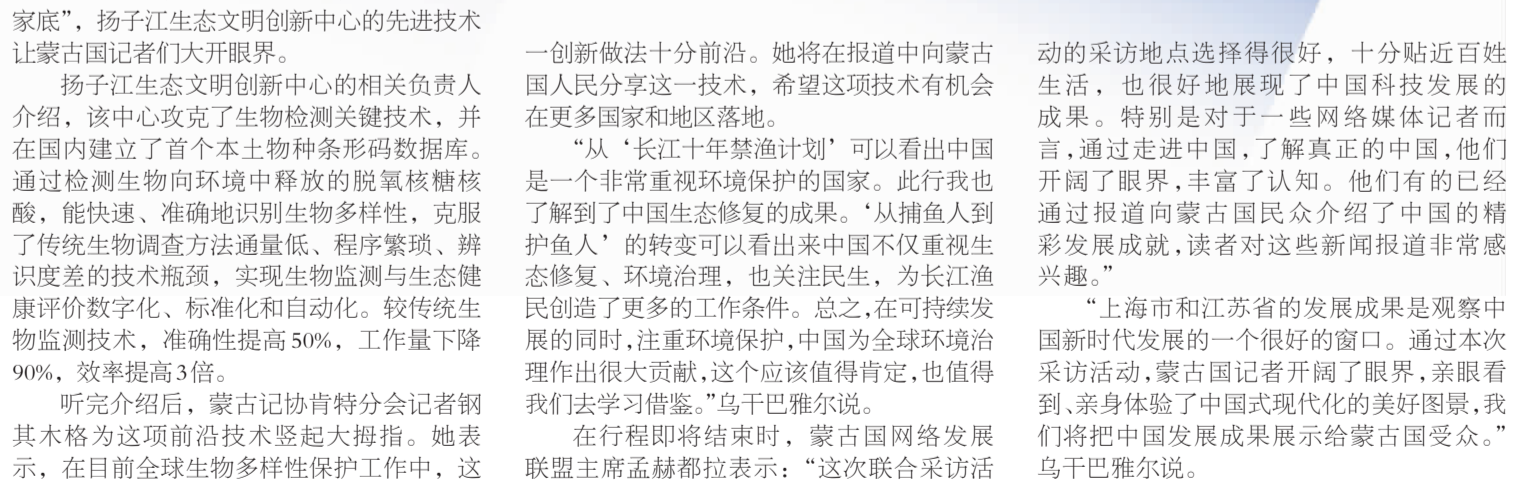 家底”，扬子江生态文明创新中心的先进技术
让蒙古国记者们大开眼界。
扬子江生态文明创新中心的相关负责人
介绍，该中心攻克了生物检测关键技术，并
在国内建立了首个本土物种条形码数据库。
通过检测生物向环境中释放的脱氧核糖核
酸，能快速、准确地识别生物多样性，克服
了传统生物调查方法通量低、程序繁琐、辨
识度差的技术瓶颈，实现生物监测与生态健
康评价数字化、标准化和自动化。较传统生
物监测技术，准确性提高50%，工作量下降
90%，效率提高3倍。
听完介绍后，蒙古记协肯特分会记者钢
其木格为这项前沿技术竖起大拇指。她表
示，在目前全球生物多样性保护工作中，这
一创新做法十分前沿。她将在报道中向蒙古
国人民分享这一技术，希望这项技术有机会
在更多国家和地区落地。
“从‘长江十年禁渔计划’可以看出中国
是一个非常重视环境保护的国家。此行我也
了解到了中国生态修复的成果。‘从捕鱼人到
护鱼人’的转变可以看出来中国不仅重视生
态修复、环境治理，也关注民生，为长江渔
民创造了更多的工作条件。总之，在可持续发
展的同时，注重环境保护，中国为全球环境治
理作出很大贡献，这个应该值得肯定，也值得
我们去学习借鉴。”乌干巴雅尔说。
在行程即将结束时，蒙古国网络发展
联盟主席孟赫都拉表示：“这次联合采访活
动的采访地点选择得很好，十分贴近百姓
生活，也很好地展现了中国科技发展的
成果。特别是对于一些网络媒体记者而
言，通过走进中国，了解真正的中国，他们
开阔了眼界，丰富了认知。他们有的已经
通过报道向蒙古国民众介绍了中国的精
彩发展成就，读者对这些新闻报道非常感
兴趣。”
“上海市和江苏省的发展成果是观察中
国新时代发展的一个很好的窗口。通过本次
采访活动，蒙古国记者开阔了眼界，亲眼看
到、亲身体验了中国式现代化的美好图景，我
们将把中国发展成果展示给蒙古国受众。”
乌干巴雅尔说。